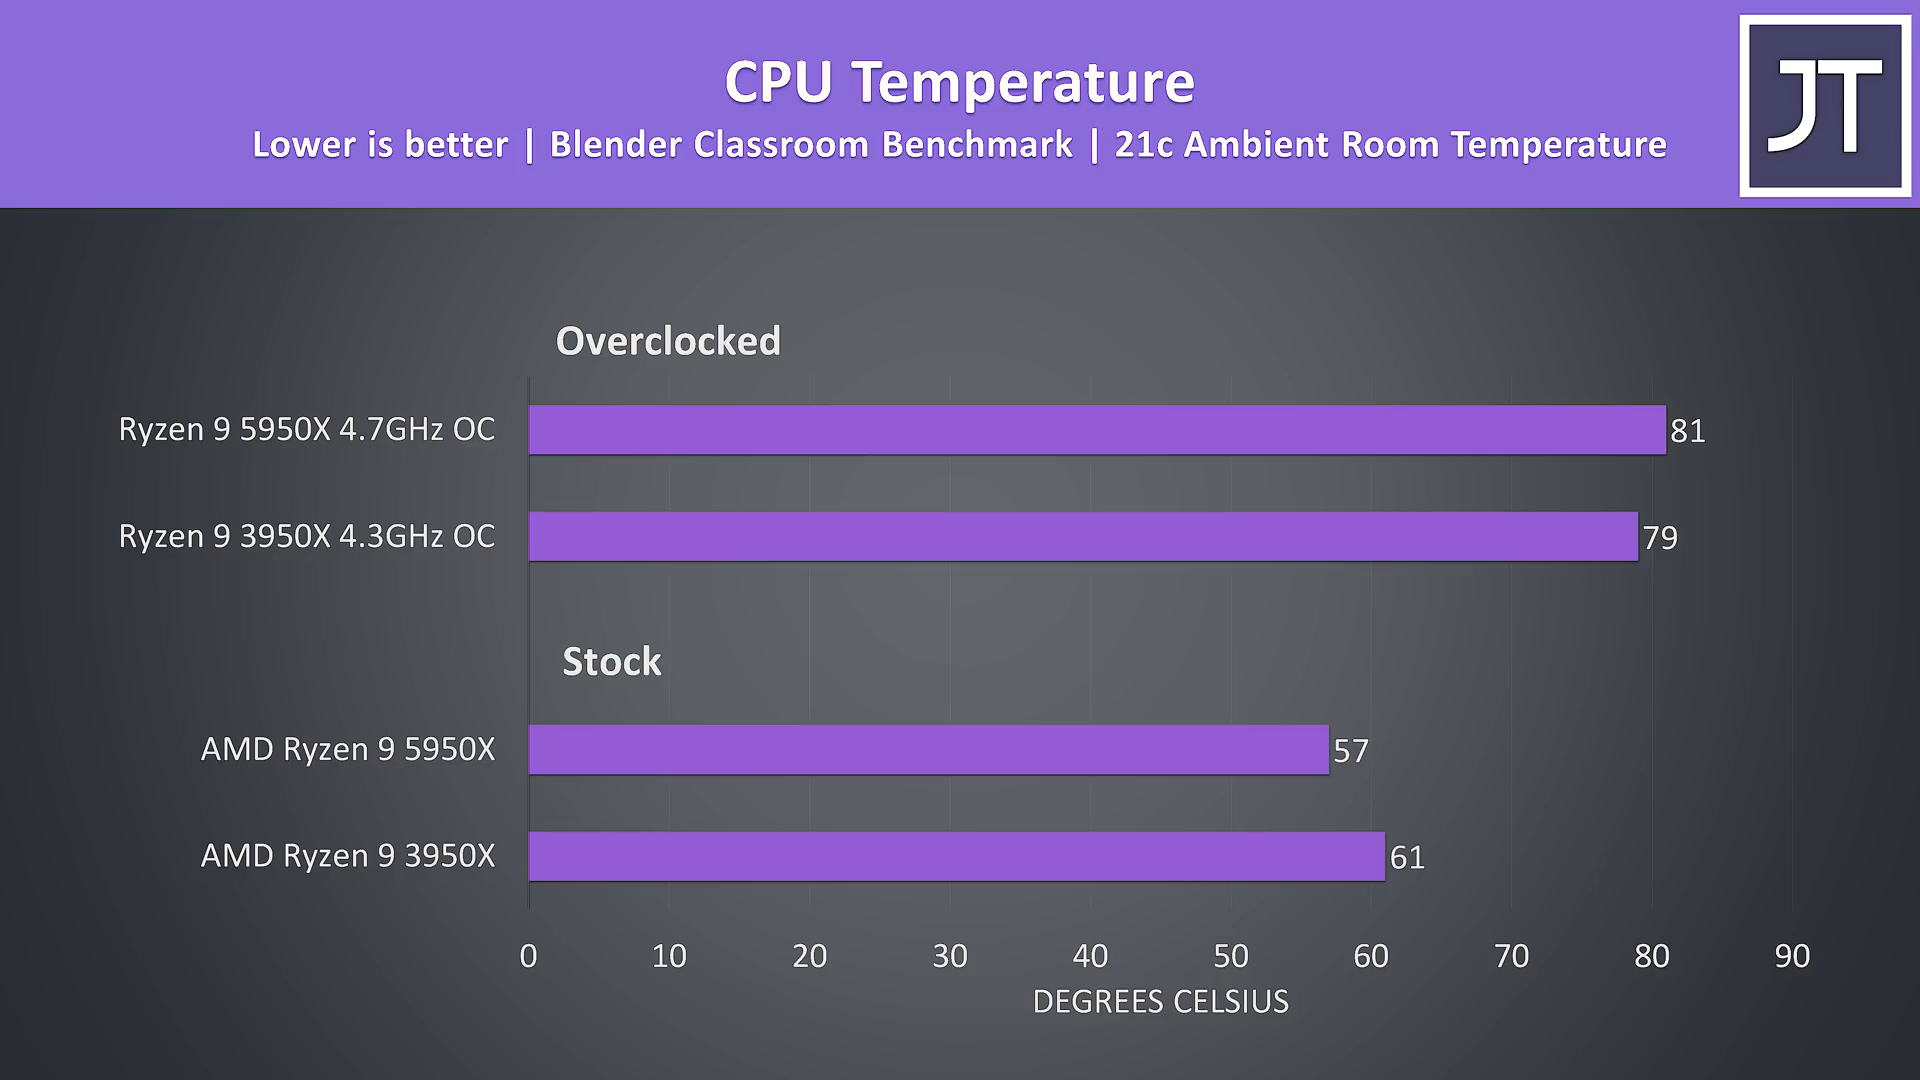 CPU Temperature
Lower is better | Blender Classroom Benchmark | 21c Ambient Room Temperature
JT
Overclocked
Ryzen 9 5950X 4.7GHz OC 81
Ryzen 9 3950X 4.3GHz OC 79
Stock
AMD Ryzen 9 5950X 57
AMD Ryzen 9 3950X 61
0 10 20 30 40 50 60 70 80 90
DEGREES CELSIUS